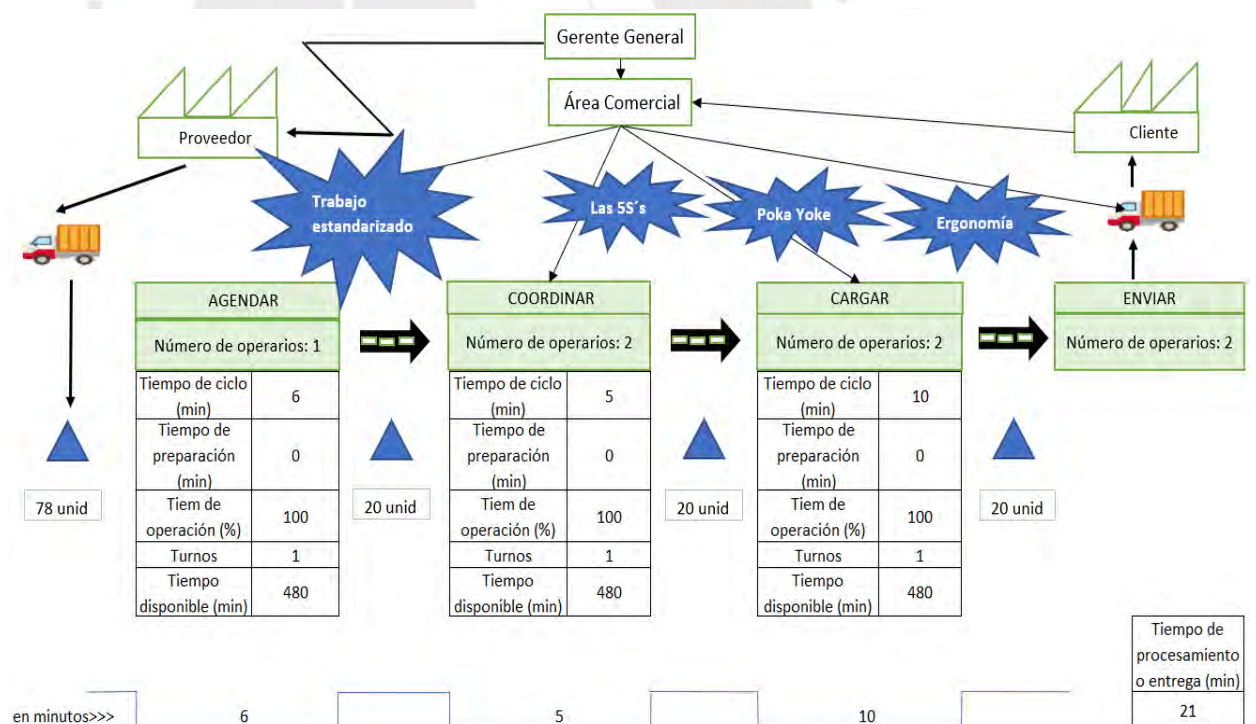 Gerente General
Área Comercial
Proveedor
Cliente
Trabajo
estandarizado
Las 5S´s
Poka Yoke
Ergonomía
AGENDAR
Número de operarios: 1
Tiempo de ciclo
(min)
6
Tiempo de
preparación
(min)
0
Tiem de
operación (%)
100
Turnos
1
Tiempo
disponible (min)
480
COORDINAR
Número de operarios: 2
Tiempo de ciclo
(min)
5
Tiempo de
preparación
(min)
0
Tiem de
operación (%)
100
Turnos
1
Tiempo
disponible (min)
480
CARGAR
Número de operarios: 2
Tiempo de ciclo
(min)
10
Tiempo de
preparación
(min)
0
Tiem de
operación (%)
100
Turnos
1
Tiempo
disponible (min)
480
ENVIAR
Número de operarios: 2
78 unid
20 unid
20 unid
20 unid
Tiempo de
procesamiento
o entrega (min)
21
en minutos>>>
6
5
10